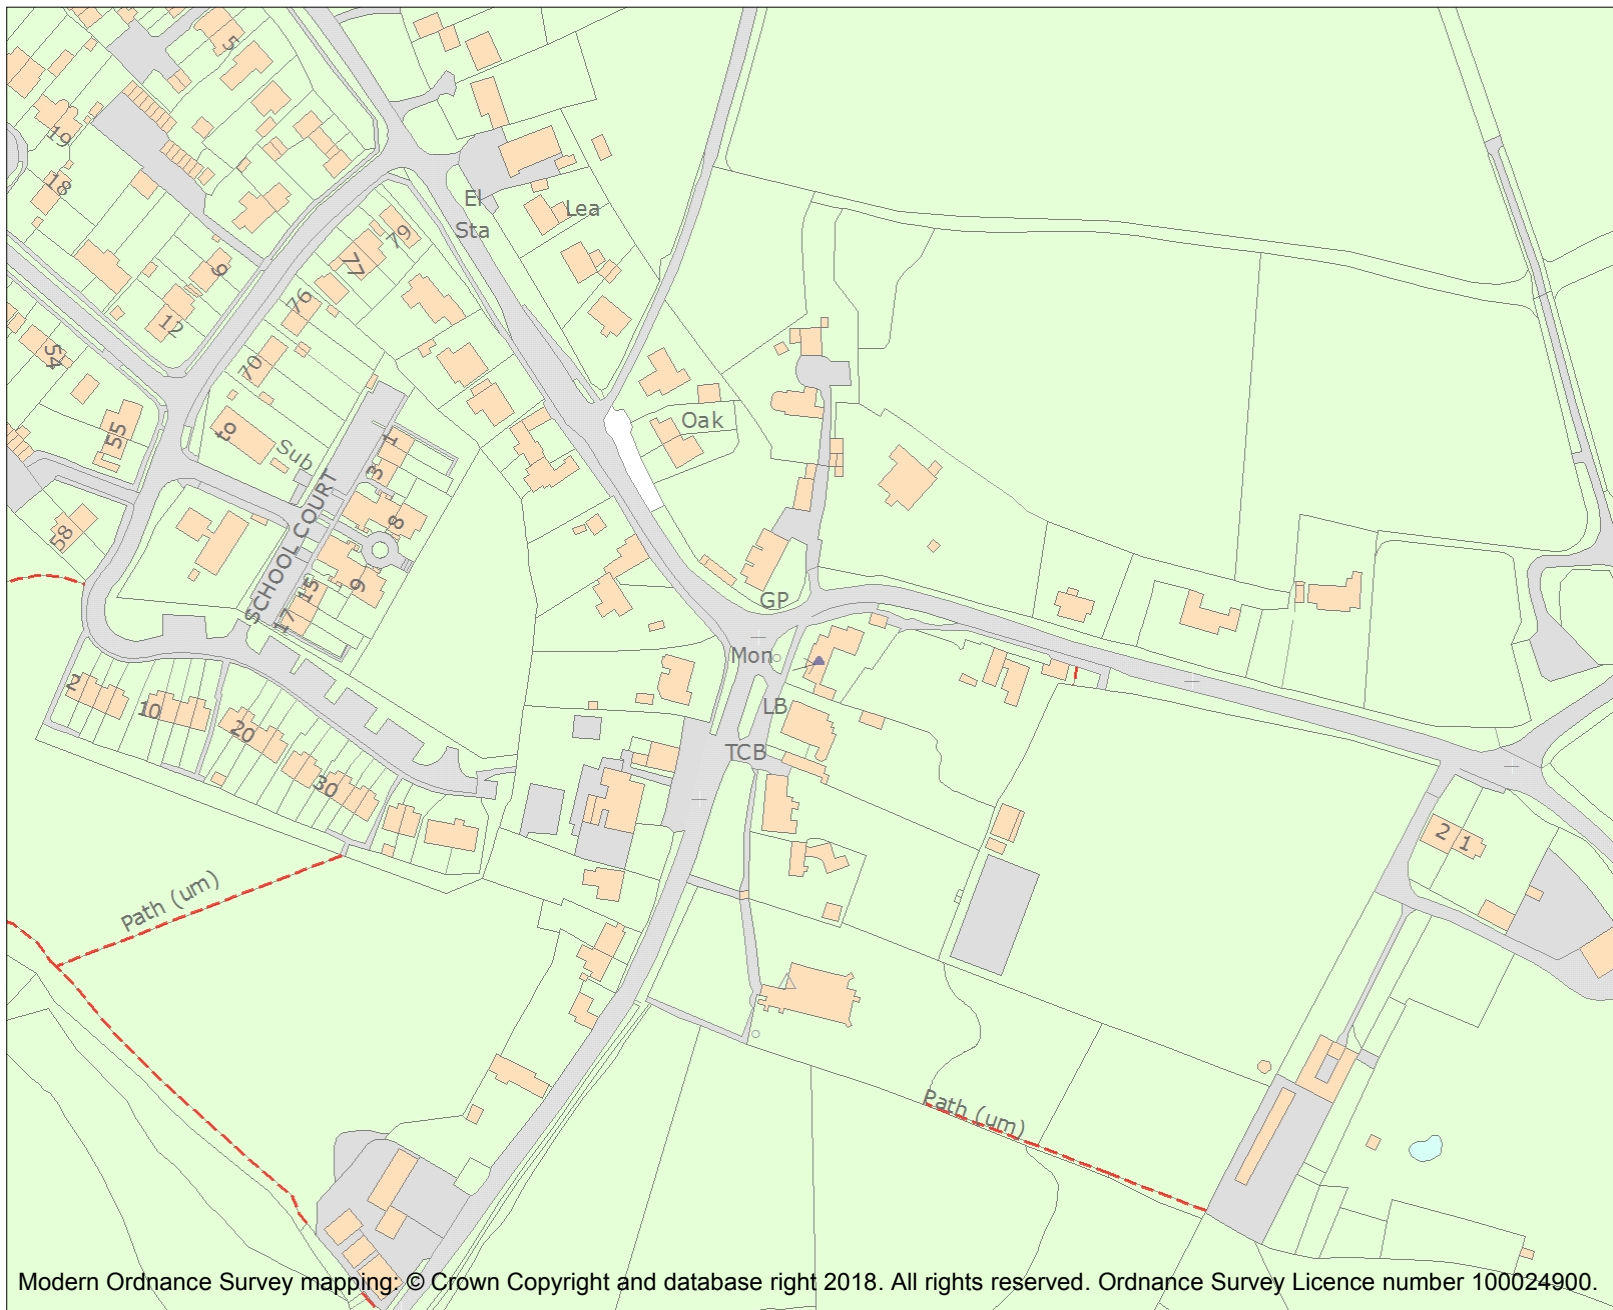 5
19
18
El
Sta
Lea
79
77
9
76
12
54
70
Oak
55
to
Sub
1
3
SCHOOL COURT
8
58
9
15
17
GP
Mon
2
10
LB
20
TCB
30
2
1
Path (um)
Path (um)
Modern Ordnance Survey mapping: © Crown Copyright and database right 2018. All rights reserved. Ordnance Survey Licence number 100024900.